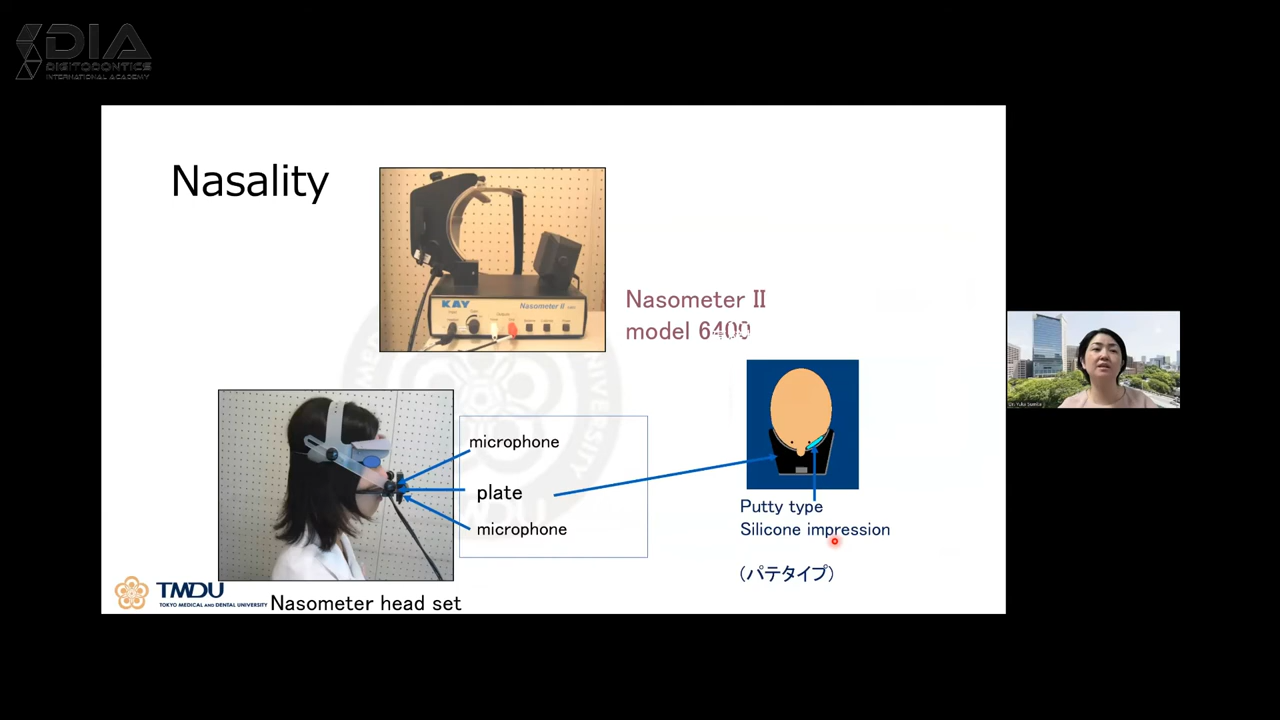 DIA
DIGITODONTICS
INTERNATIONAL ACADEMY
Nasality
KAY
Nasometer II
Nasometer II
model 6400
microphone
plate
microphone
Putty type
Silicone impression
(パテタイプ)
TMDU
TOKYO MEDICAL AND DENTAL UNIVERSITY
Nasometer head set